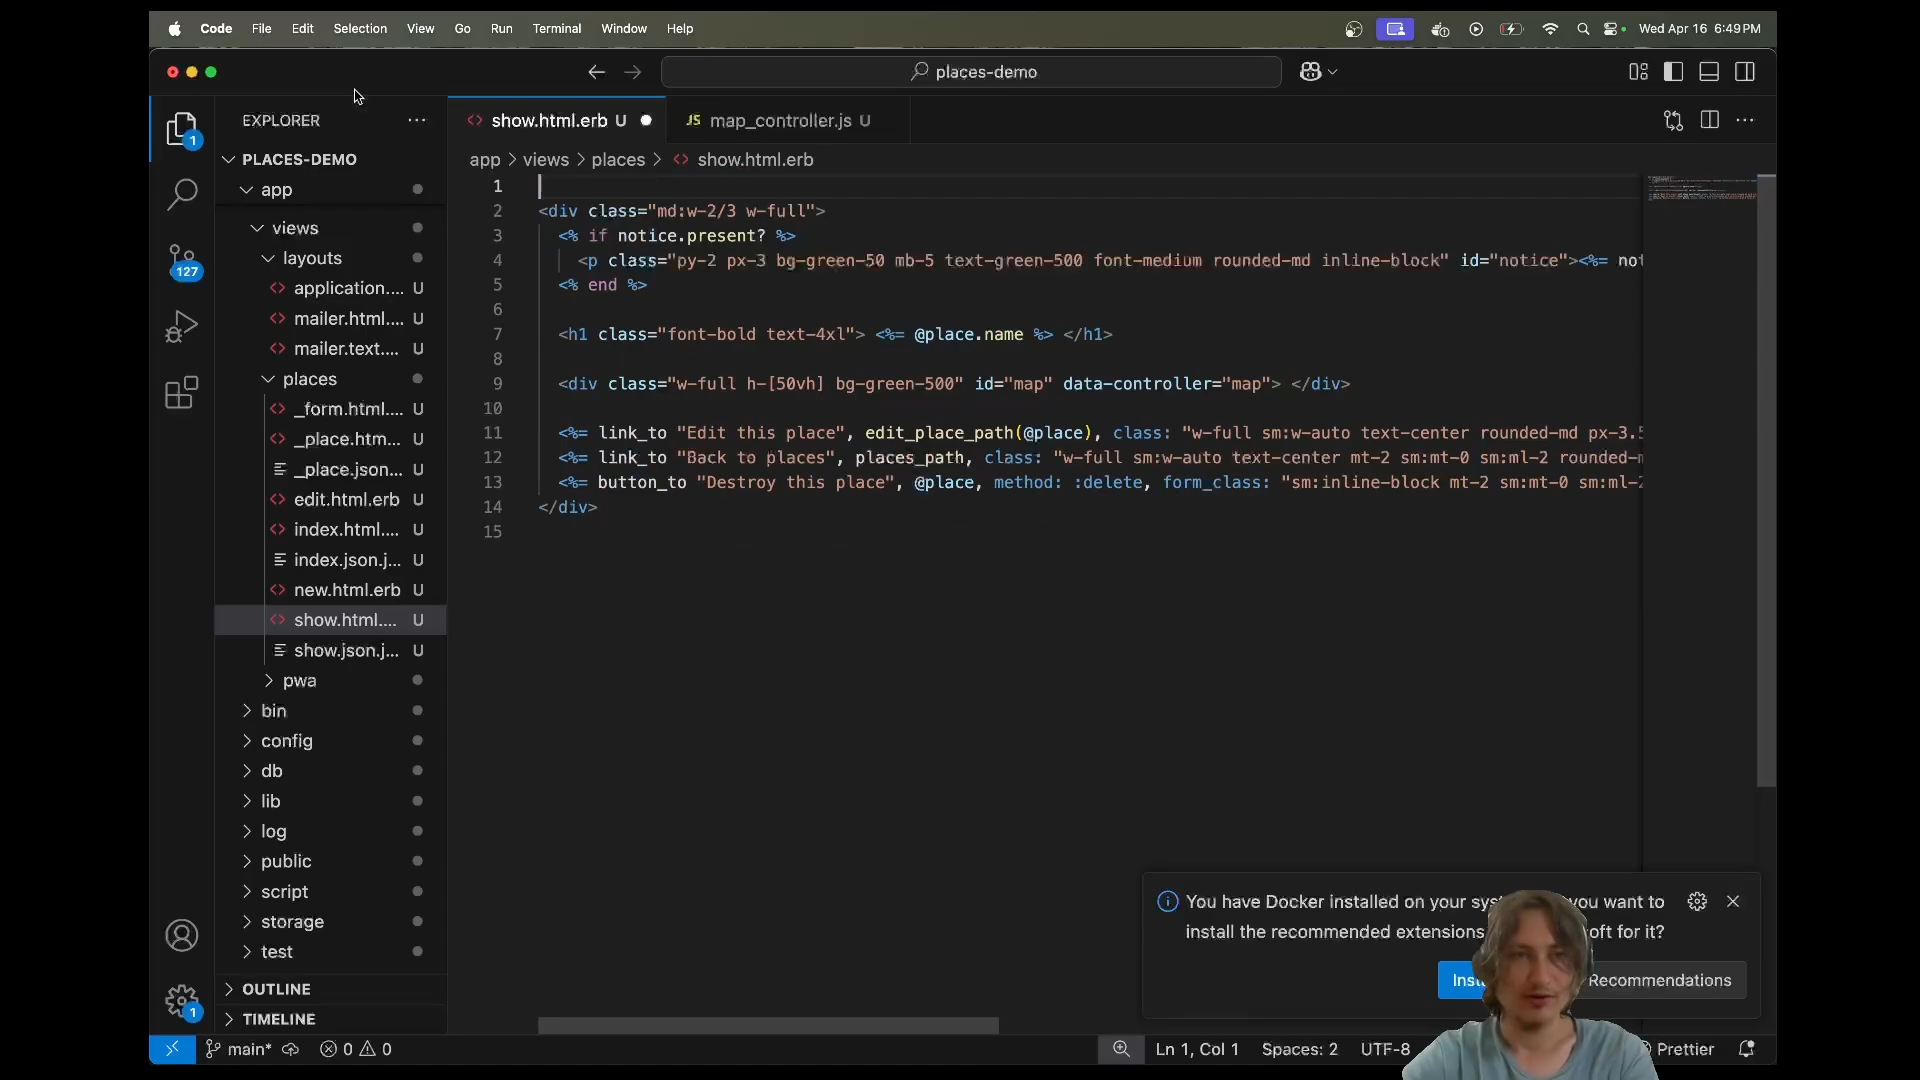 Code File Edit Selection View Go Run Terminal Window Help Wed Apr 16 6:49 PM
places-demo
EXPLORER
show.html.erb U
JS map_controller.js U
1
PLACES-DEMO
app > views > places > show.html.erb
app
views
layouts
application.... U
mailer.html.... U
mailer.text.... U
places
_form.html.... U
_place.htm... U
_place.json... U
edit.html.erb U
index.html.... U
index.json.j... U
new.html.erb U
show.html.... U
show.json.j... U
pwa
bin
config
db
lib
log
public
script
storage
test
OUTLINE
TIMELINE
127
1
1
2 <div class="md:w-2/3 w-full">
3 <% if notice.present? %>
4 <p class="py-2 px-3 bg-green-50 mb-5 text-green-500 font-medium rounded-md inline-block" id="notice"><%= not
5 <% end %>
6
7 <h1 class="font-bold text-4xl"> <%= @place.name %> </h1>
8
9 <div class="w-full h-[50vh] bg-green-500" id="map" data-controller="map"> </div>
10
11 <%= link_to "Edit this place", edit_place_path(@place), class: "w-full sm:w-auto text-center rounded-md px-3.5
12 <%= link_to "Back to places", places_path, class: "w-full sm:w-auto text-center mt-2 sm:mt-0 sm:ml-2 rounded-m
13 <%= button_to "Destroy this place", @place, method: :delete, form_class: "sm:inline-block mt-2 sm:mt-0 sm:ml-2
14 </div>
15
You have Docker installed on your sys you want to
install the recommended extensions oft for it?
Inst Recommendations
main* 0 0 Ln 1, Col 1 Spaces: 2 UTF-8 Prettier